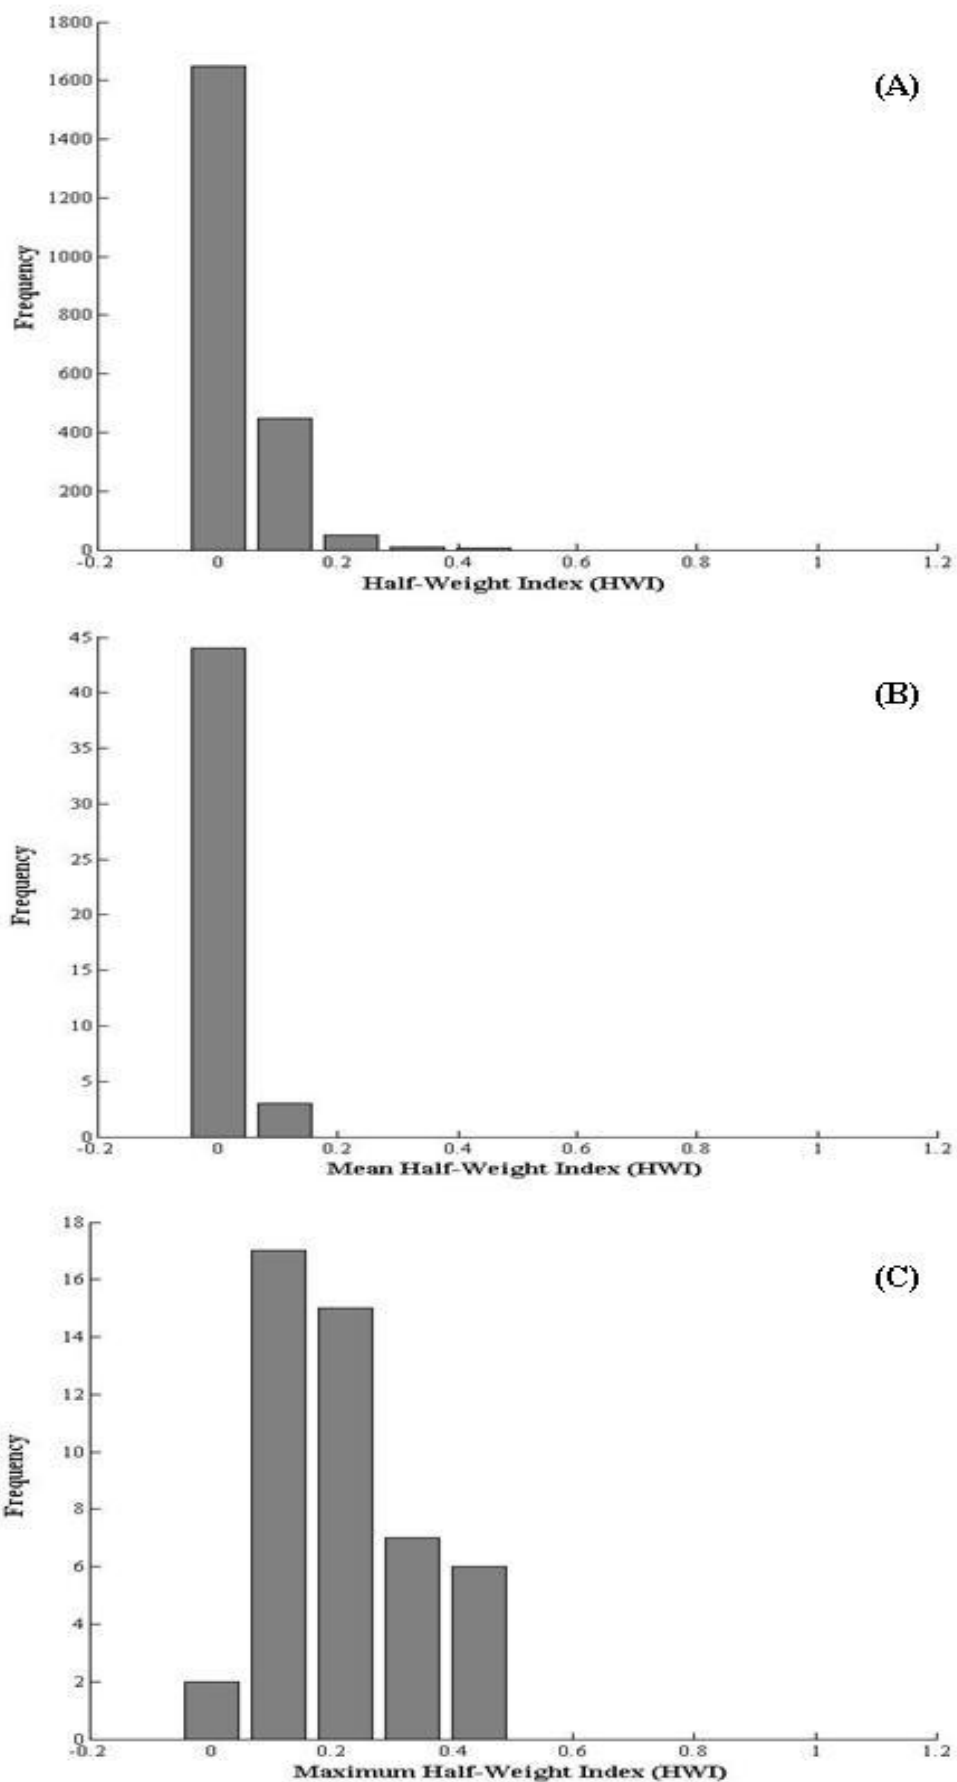 1800
(A)
1600
1400
1200
1000
Frequency
800
600
400
200
0
-0.2 0 0.2 0.4 0.6 0.8 1 1.2
Half-Weight Index (HWI)
45
(B)
40
35
30
25
Frequency
20
15
10
5
0
-0.2 0 0.2 0.4 0.6 0.8 1 1.2
Mean Half-Weight Index (HWI)
18
(C)
16
14
12
10
Frequency
8
6
4
2
0
-0.2 0 0.2 0.4 0.6 0.8 1 1.2
Maximum Half-Weight Index (HWI)